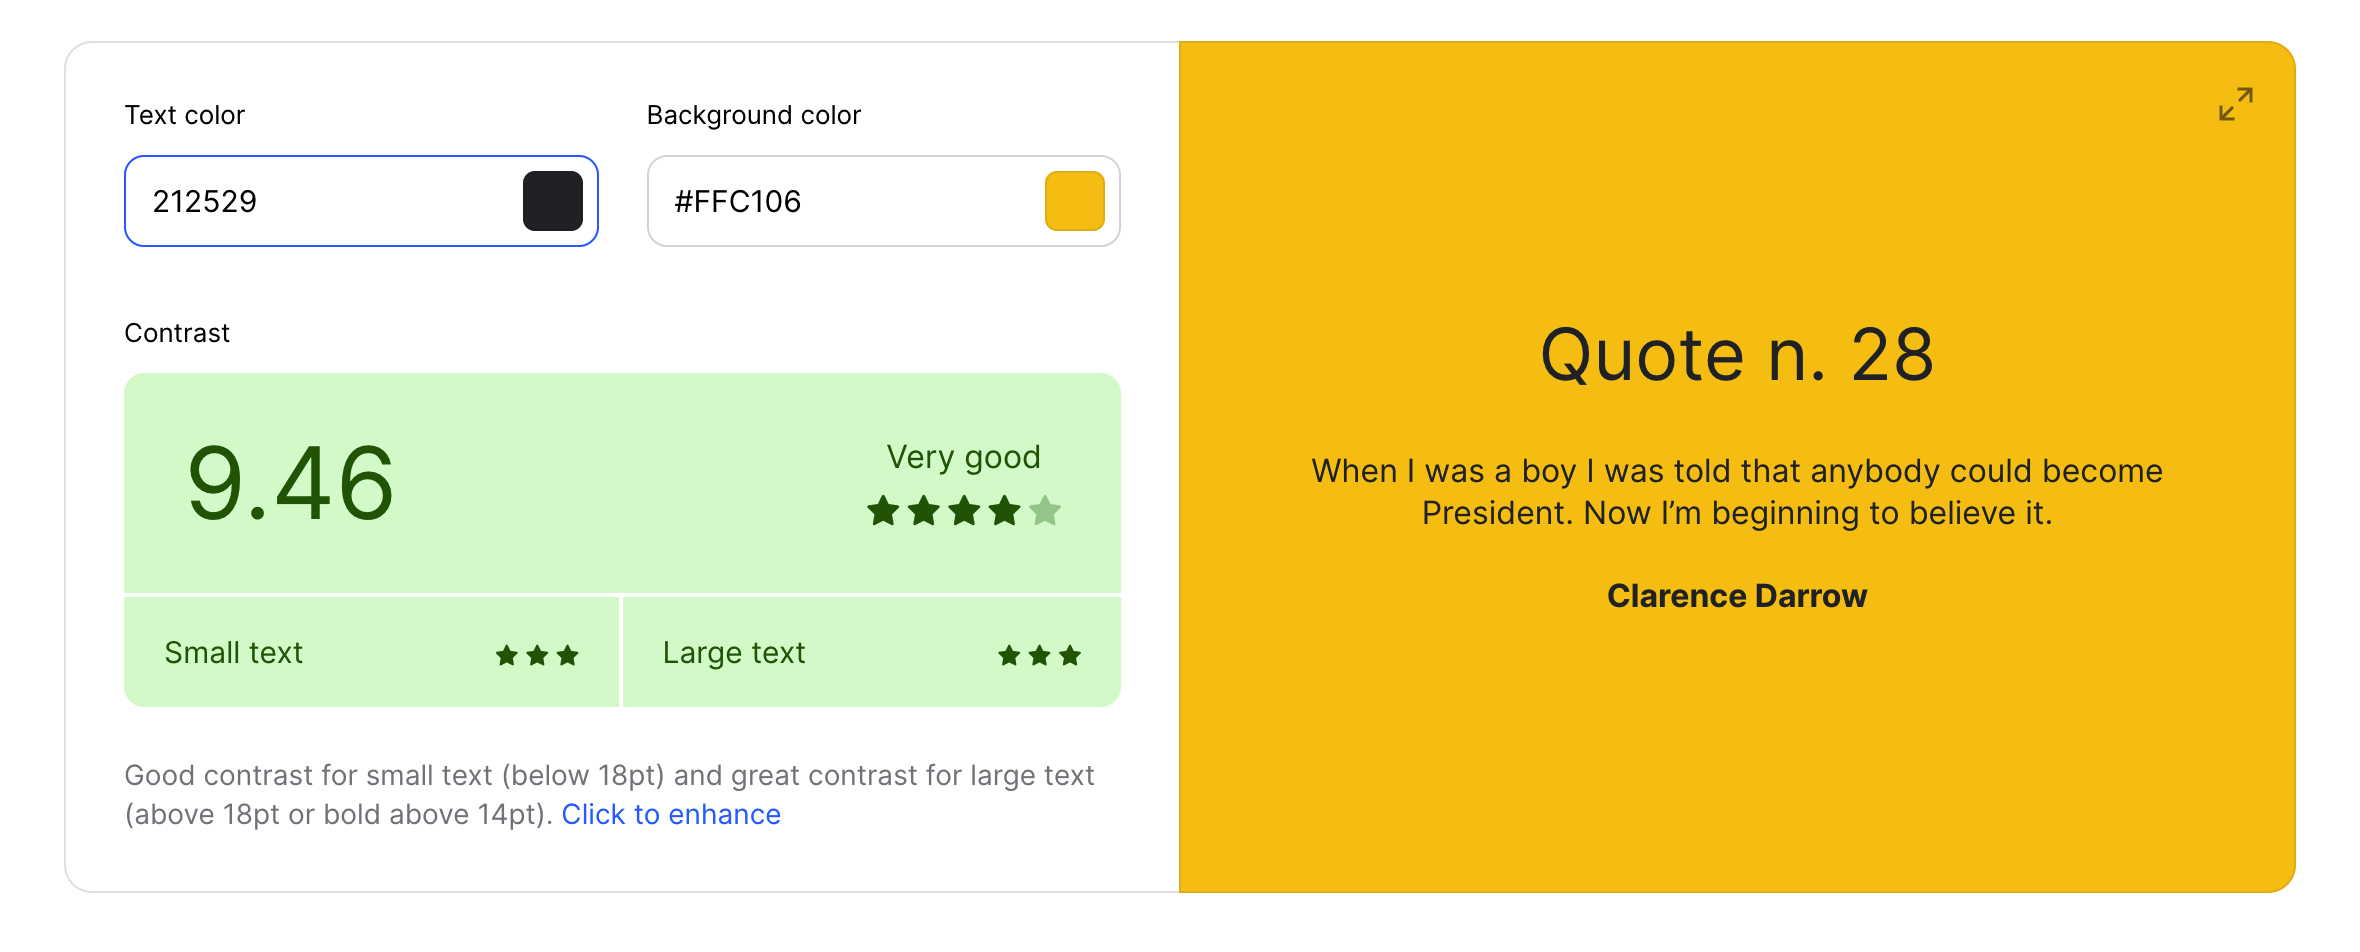 Text color
Background color
212529
#FFC106
Contrast
9.46
Very good
Small text
Large text
Good contrast for small text (below 18pt) and great contrast for large text
(above 18pt or bold above 14pt). Click to enhance
Quote n. 28
When I was a boy I was told that anybody could become
President. Now I’m beginning to believe it.
Clarence Darrow